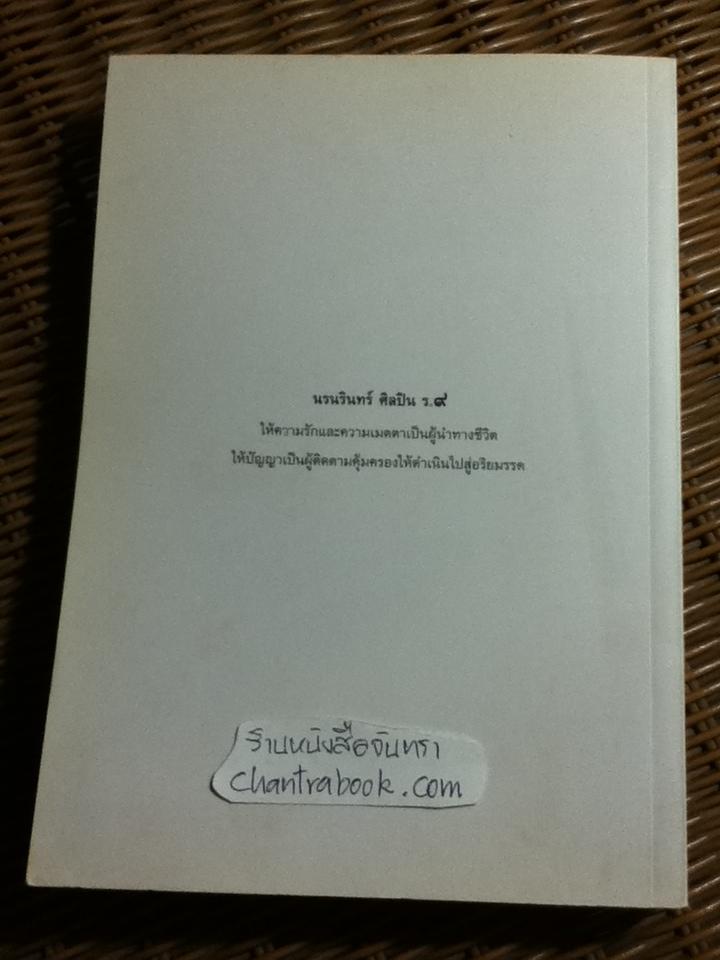 นรนรินทร์ ศิลปิน ร.๙
ให้ความรักและความเมตตาเป็นผู้นำทางชีวิต
ให้ปัญญาเป็นผู้ติดตามคุ้มครองให้ดำเนินไปสู่อริยมรรค
ร้านหนังสือจันทรา
chantrabook.com